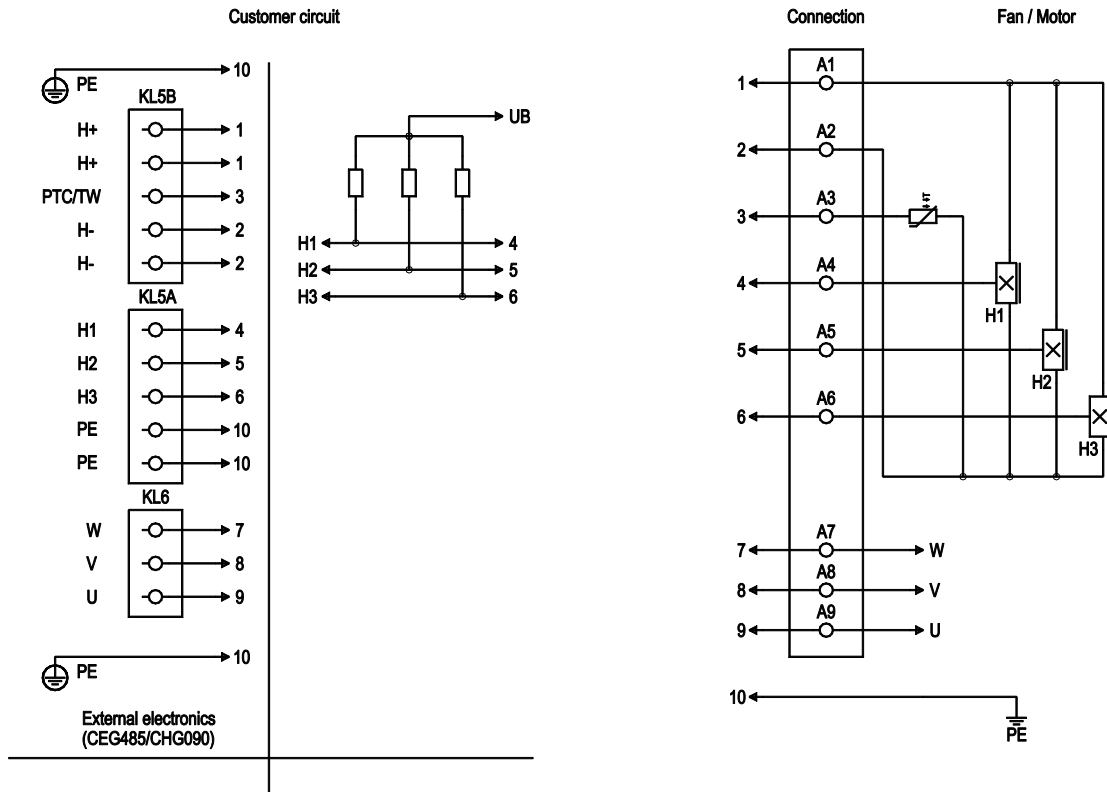 Customer circuit
Connection
Fan / Motor
PE
10
KL5B
H+ 1
H+ 1
PTC/TW 3
H- 2
H- 2
KL5A
H1 4
H2 5
H3 6
PE 10
PE 10
KL6
W 7
V 8
U 9
PE
10
External electronics
(CEG485/CHG090)
UB
H1 4
H2 5
H3 6
1 A1
2 A2
3 A3
T
4 A4
H1
5 A5
H2
6 A6
H3
7 A7 W
8 A8 V
9 A9 U
10
PE